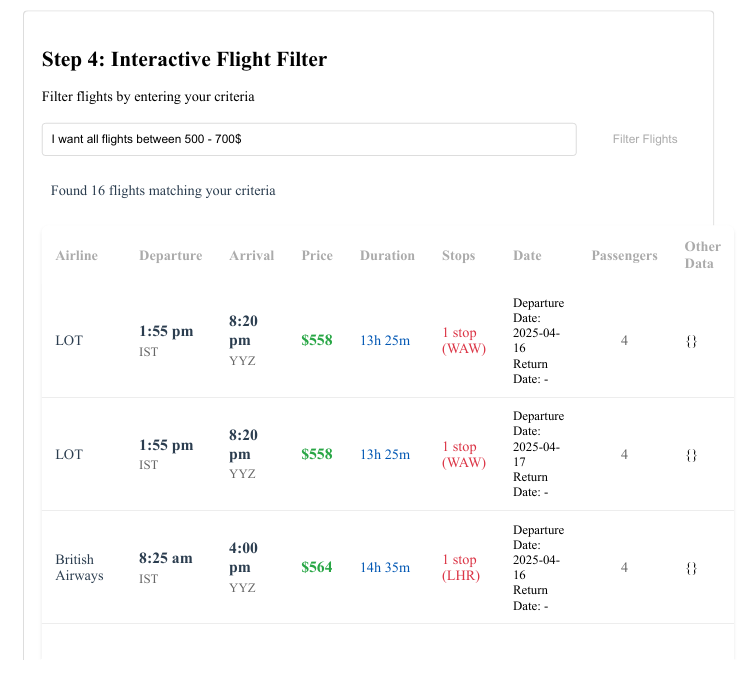 Step 4: Interactive Flight Filter
Filter flights by entering your criteria
I want all flights between 500 - 700$
Filter Flights
Found 16 flights matching your criteria
Airline Departure Arrival Price Duration Stops Date Passengers Other
Data
LOT
1:55 pm
IST
8:20
pm
YYZ
$558
13h 25m
1 stop
(WAW)
Departure
Date:
2025-04-
16
Return
Date: -
4
{}
LOT
1:55 pm
IST
8:20
pm
YYZ
$558
13h 25m
1 stop
(WAW)
Departure
Date:
2025-04-
17
Return
Date: -
4
{}
British
Airways
8:25 am
IST
4:00
pm
YYZ
$564
14h 35m
1 stop
(LHR)
Departure
Date:
2025-04-
16
Return
Date: -
4
{}